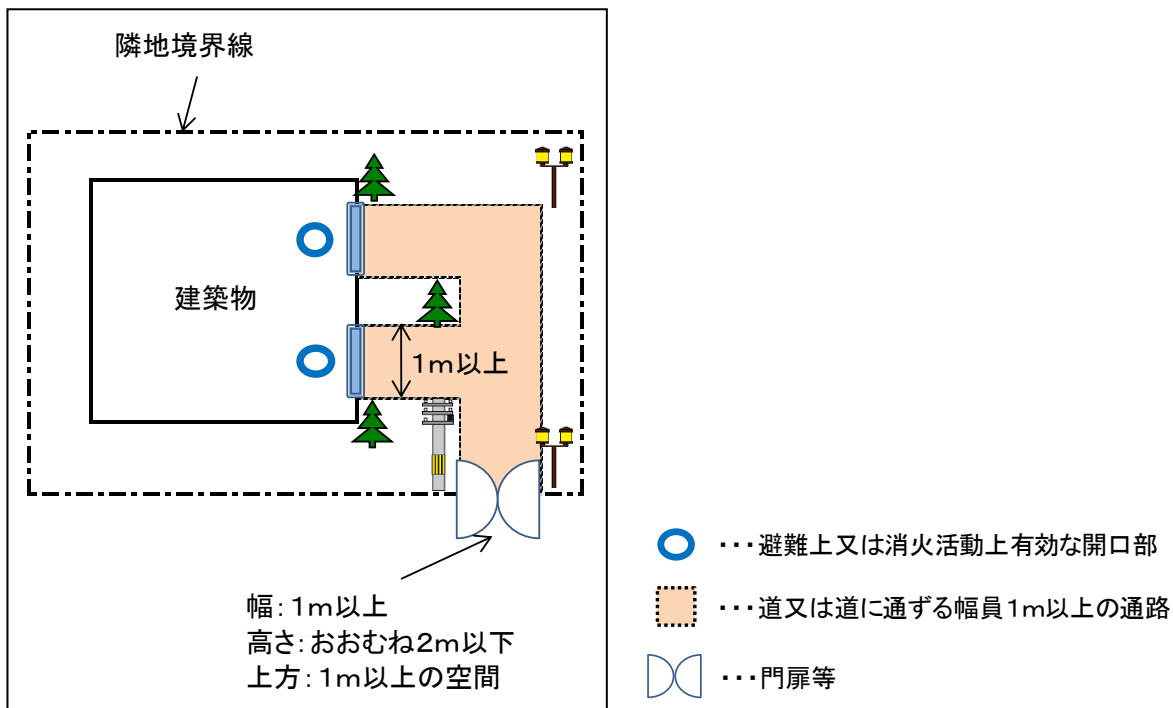 隣地境界線
建築物
1m以上
幅:1m以上
高さ:おおむね2m以下
上方:1m以上の空間
・・・避難上又は消火活動上有効な開口部
・・・道又は道に通ずる幅員1m以上の通路
・・・門扉等